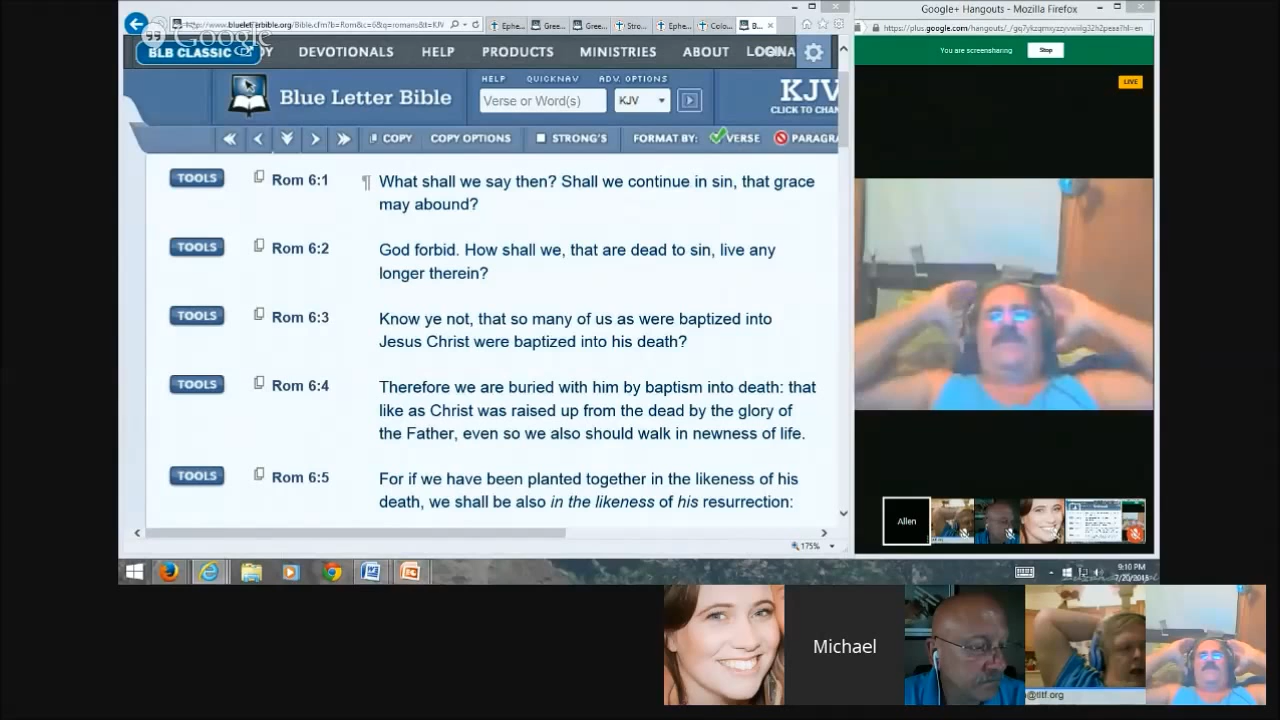 Google+ Hangouts - Mozilla Firefox
BLB CLASSIC
DEVOTIONALS HELP PRODUCTS MINISTRIES ABOUT
You are screensharing Stop
LIVE
HELP QUICKNAV ADV. OPTIONS
Blue Letter Bible
Verse or Word(s) KJV
KJV
COPY COPY OPTIONS STRONG'S FORMAT BY: VERSE
TOOLS Rom 6:1 ¶ What shall we say then? Shall we continue in sin, that grace
may abound?
TOOLS Rom 6:2 God forbid. How shall we, that are dead to sin, live any
longer therein?
TOOLS Rom 6:3 Know ye not, that so many of us as were baptized into
Jesus Christ were baptized into his death?
TOOLS Rom 6:4 Therefore we are buried with him by baptism into death: that
like as Christ was raised up from the dead by the glory of
the Father, even so we also should walk in newness of life.
TOOLS Rom 6:5 For if we have been planted together in the likeness of his
death, we shall be also in the likeness of his resurrection:
Allen
175%
9:10 PM
Michael
@tltf.org